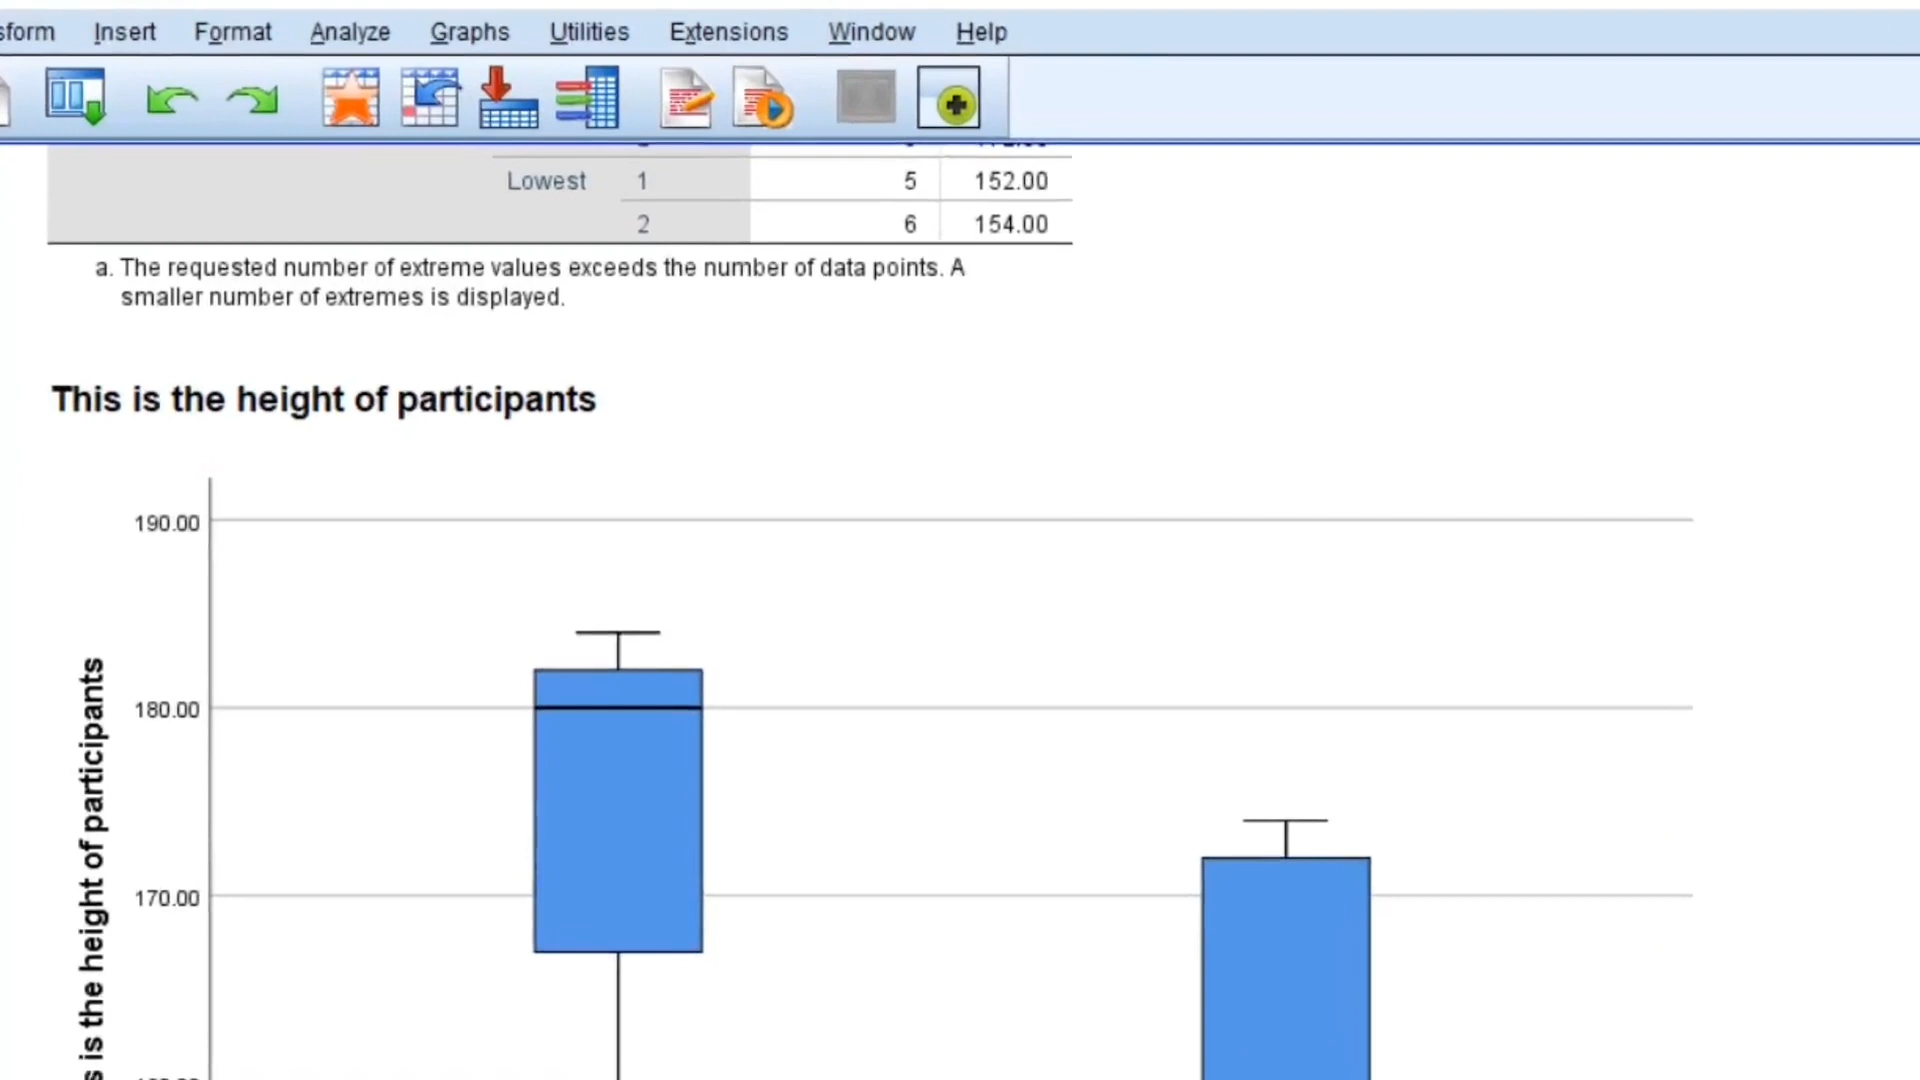 Insert Format Analyze Graphs Utilities Extensions Window Help
Lowest 1 5 152.00
2 6 154.00
a. The requested number of extreme values exceeds the number of data points. A
smaller number of extremes is displayed.
This is the height of participants
190.00
180.00
170.00
is the height of participants